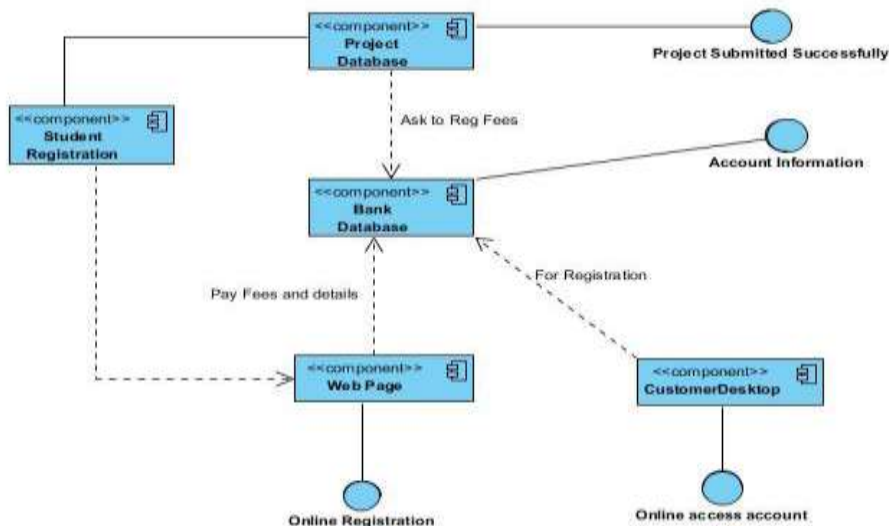 <<component>>
Project
Database
Project Submitted Successfully
<<component>>
Student
Registration
Ask to Reg Fees
Account Information
<<component>>
Bank
Database
For Registration
Pay Fees and details
<<component>>
Web Page
<<component>>
CustomerDesktop
Online Registration
Online access account